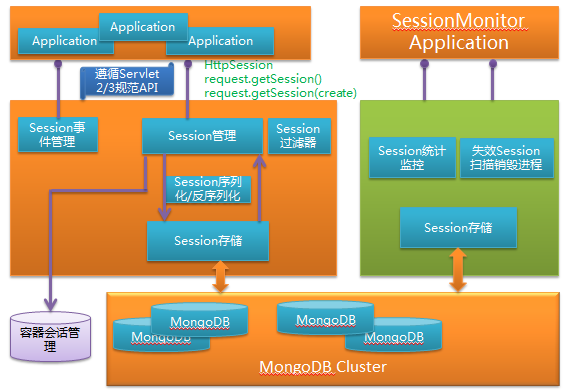 Application
Application
Application
SessionMonitor
Application
遵循Servlet
2/3规范API
HttpSession
request.getSession()
request.getSession(create)
Session事
件管理
Session管理
Session
过滤器
Session统计
监控
失效Session
扫描销毁进程
Session序列
化/反序列化
Session存储
Session存储
容器会话管
理
MongoDB
MongoDB
MongoDB
MongoDB
MongoDB Cluster